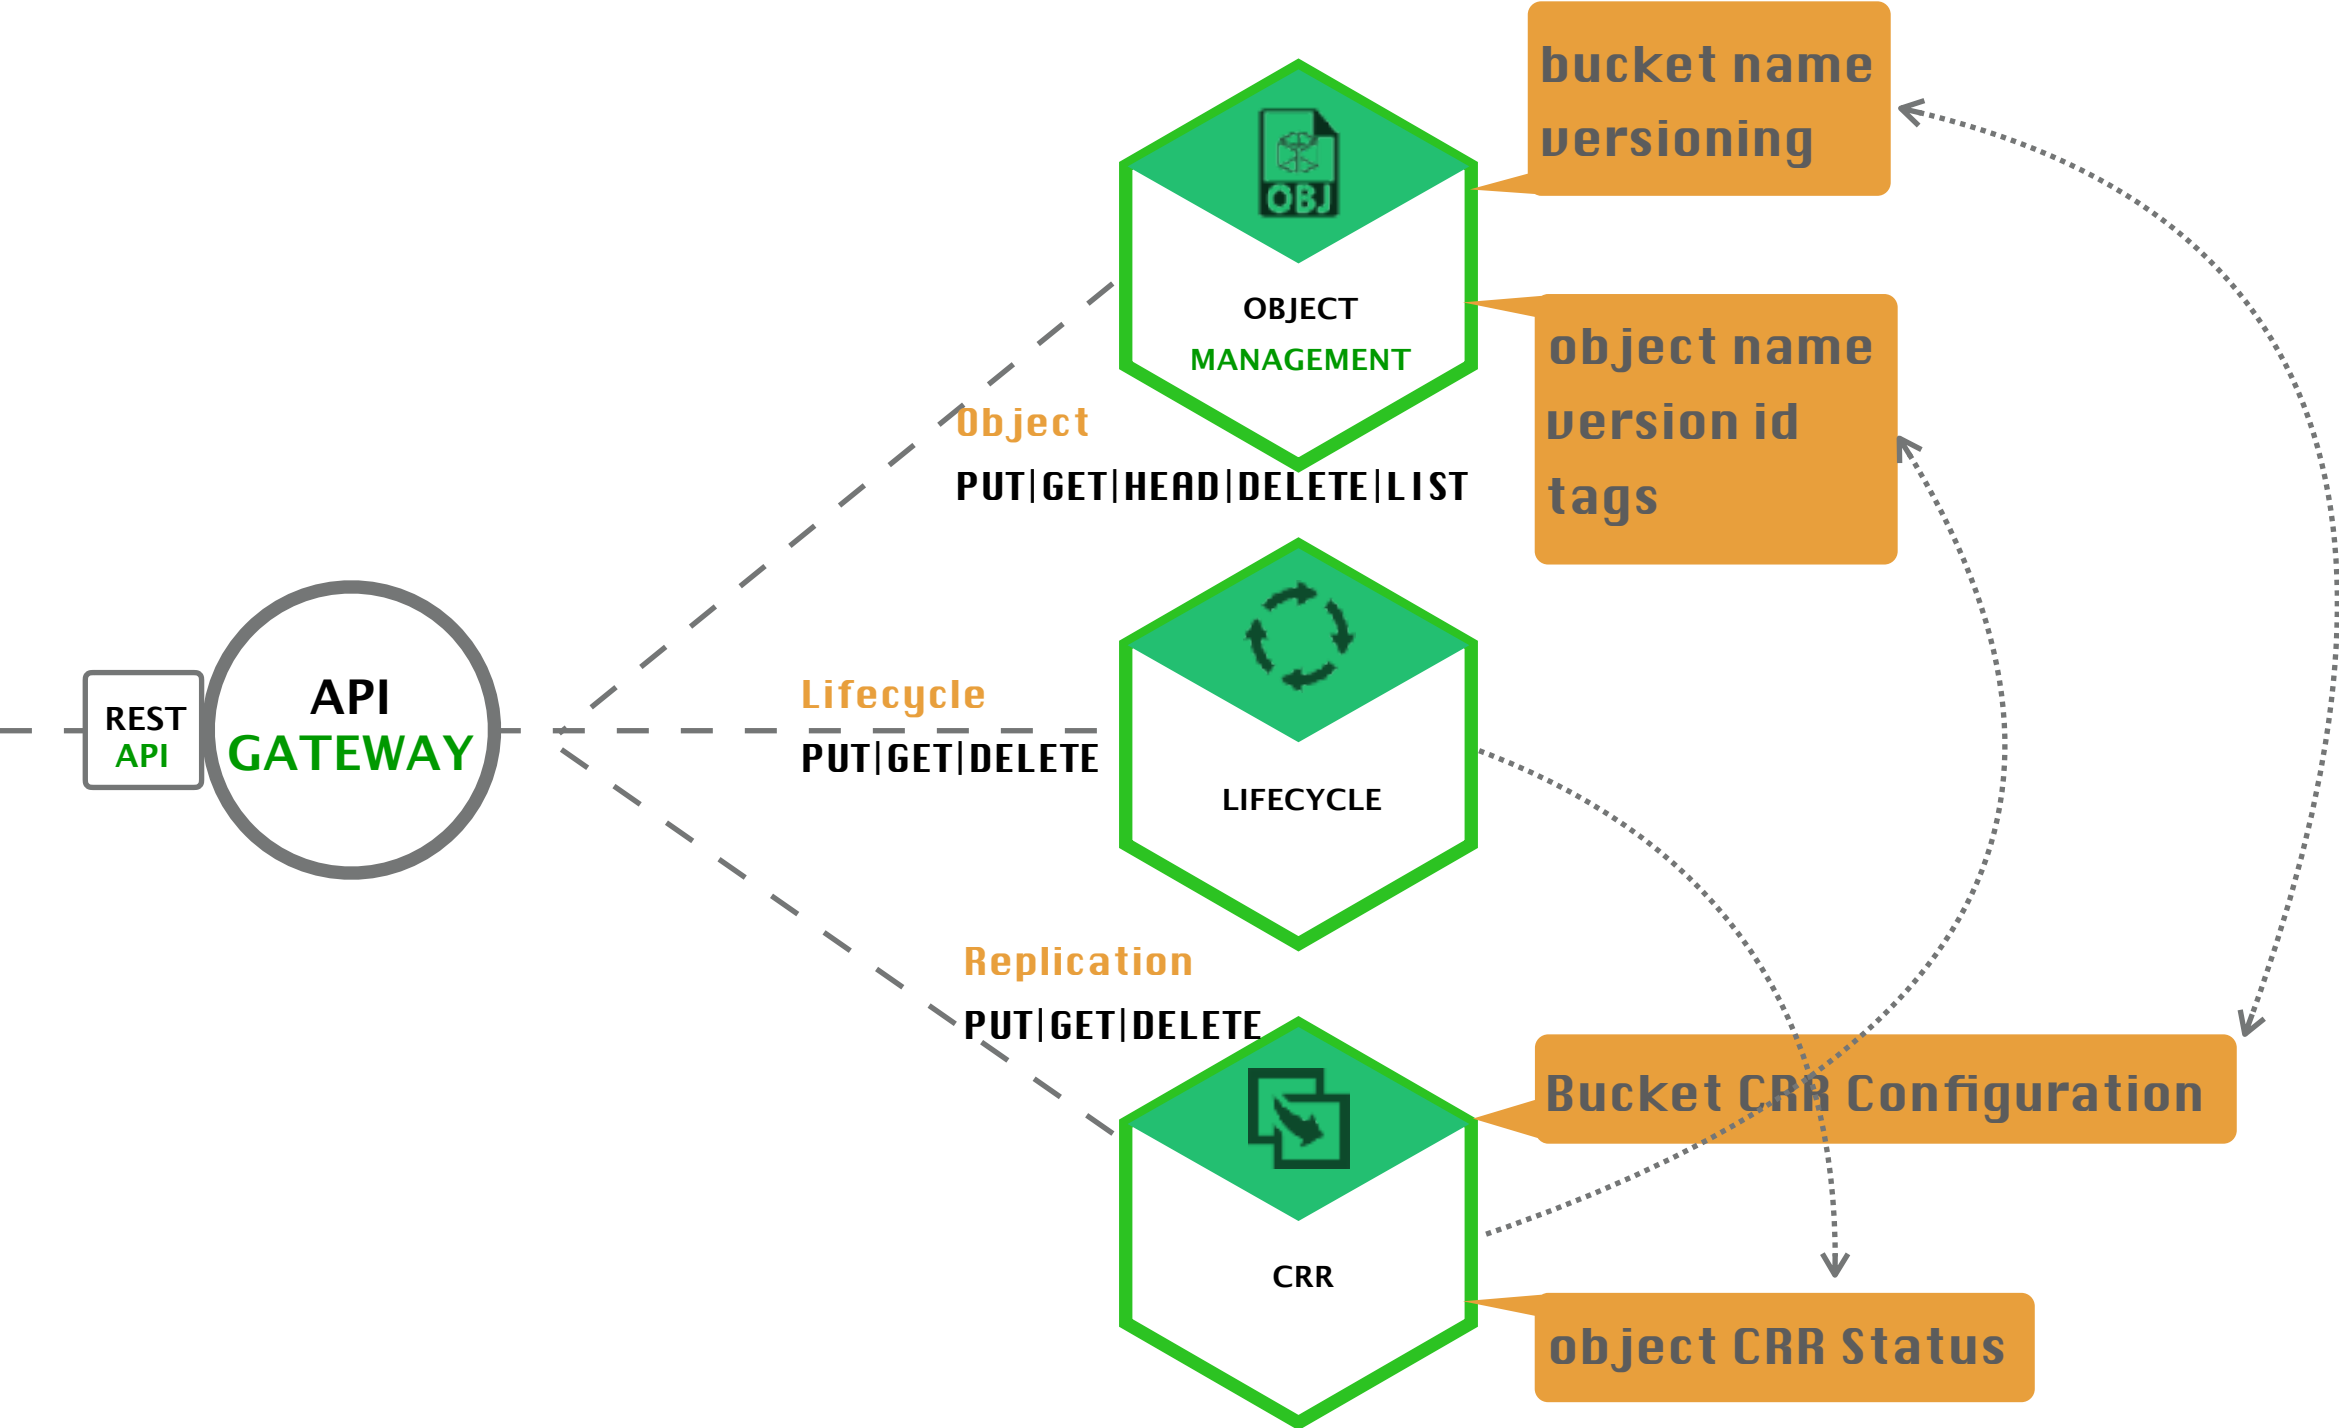 bucket name
versioning
OBJ
OBJECT
MANAGEMENT
object name
version id
tags
Object
PUT|GET|HEAD|DELETE|LIST
REST
API
API
GATEWAY
Lifecycle
PUT|GET|DELETE
LIFECYCLE
Replication
PUT|GET|DELETE
Bucket CRR Configuration
CRR
object CRR Status